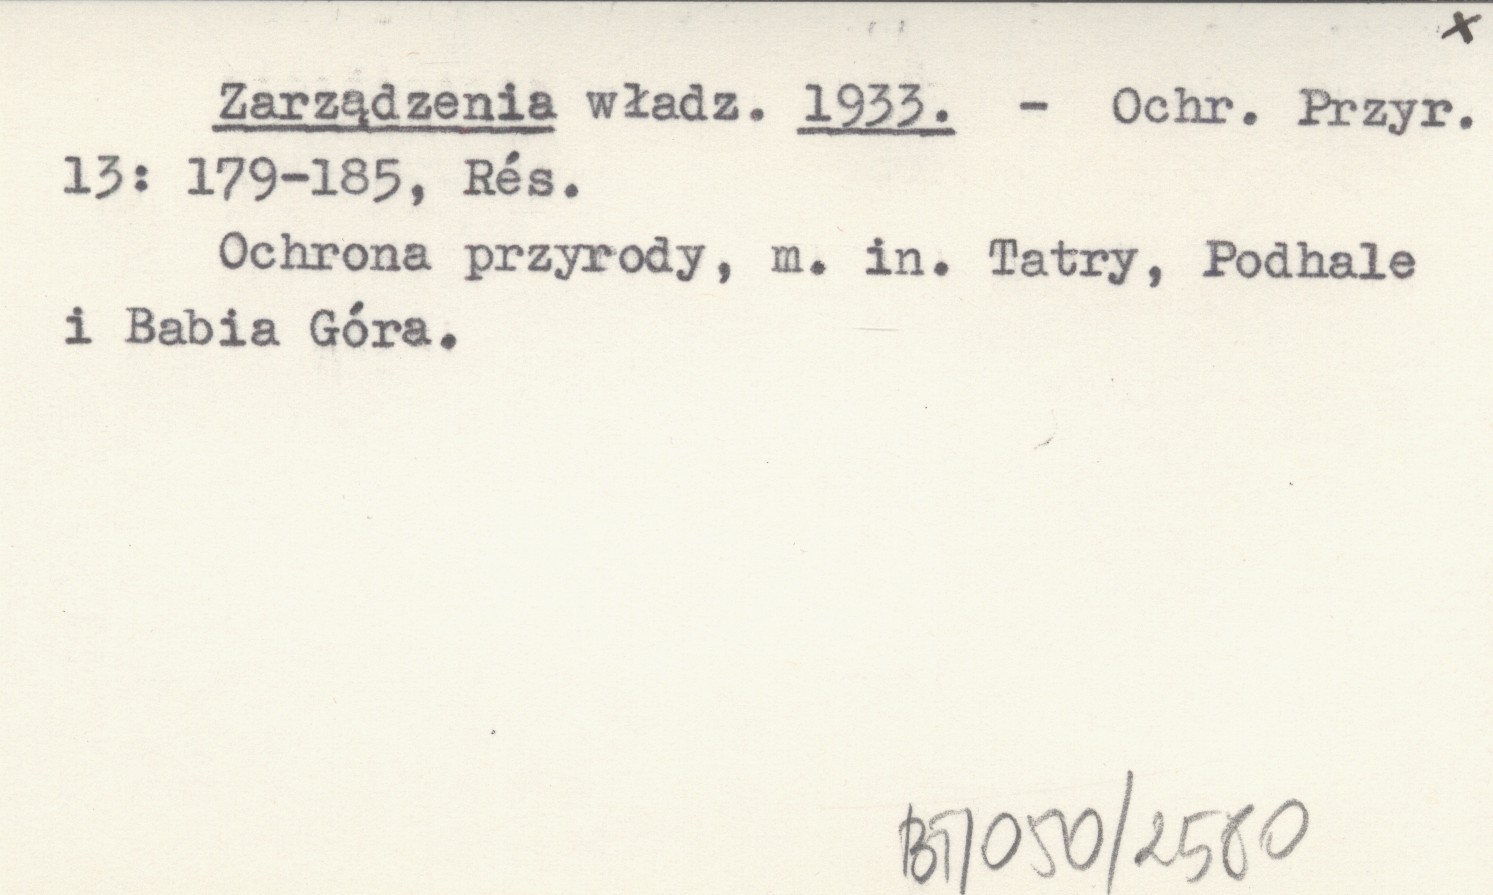 x
Zarządzenia władz. 1933. - Ochr. Przyr.
13: 179-185, Rés.
Ochrona przyrody, m. in. Tatry, Podhale
i Babia Góra.
BT/050/2580